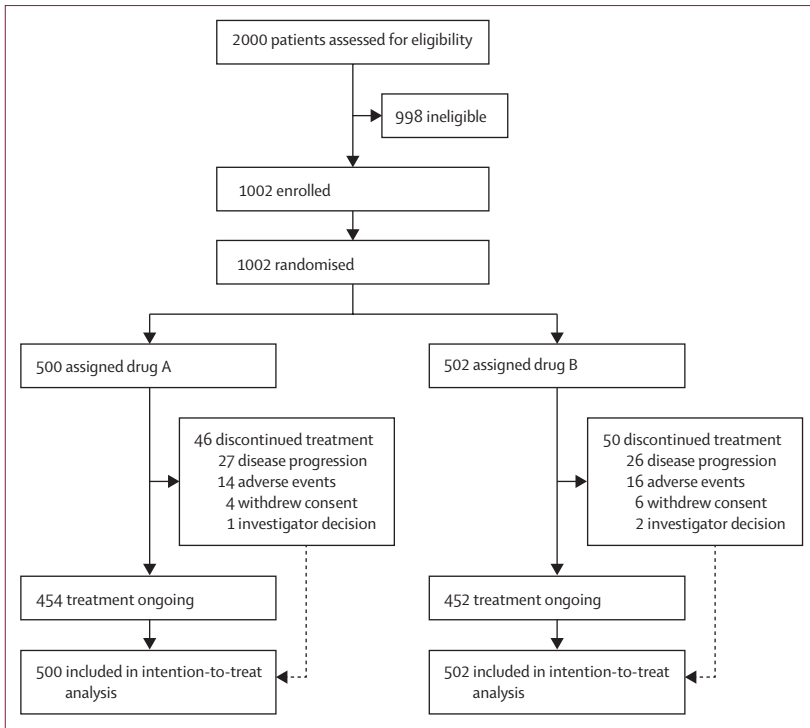 2000 patients assessed for eligibility
998 ineligible
1002 enrolled
1002 randomised
500 assigned drug A
502 assigned drug B
46 discontinued treatment
27 disease progression
14 adverse events
4 withdrew consent
1 investigator decision
50 discontinued treatment
26 disease progression
16 adverse events
6 withdrew consent
2 investigator decision
454 treatment ongoing
452 treatment ongoing
500 included in intention-to-treat
analysis
502 included in intention-to-treat
analysis